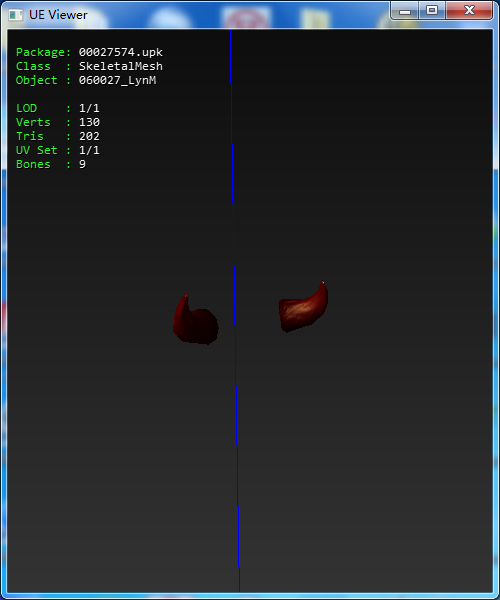 UE Viewer
Package: 00027574.upk
Class : SkeletalMesh
Object : 060027_LynM
LOD : 1/1
Verts : 130
Tris : 202
UV Set : 1/1
Bones : 9